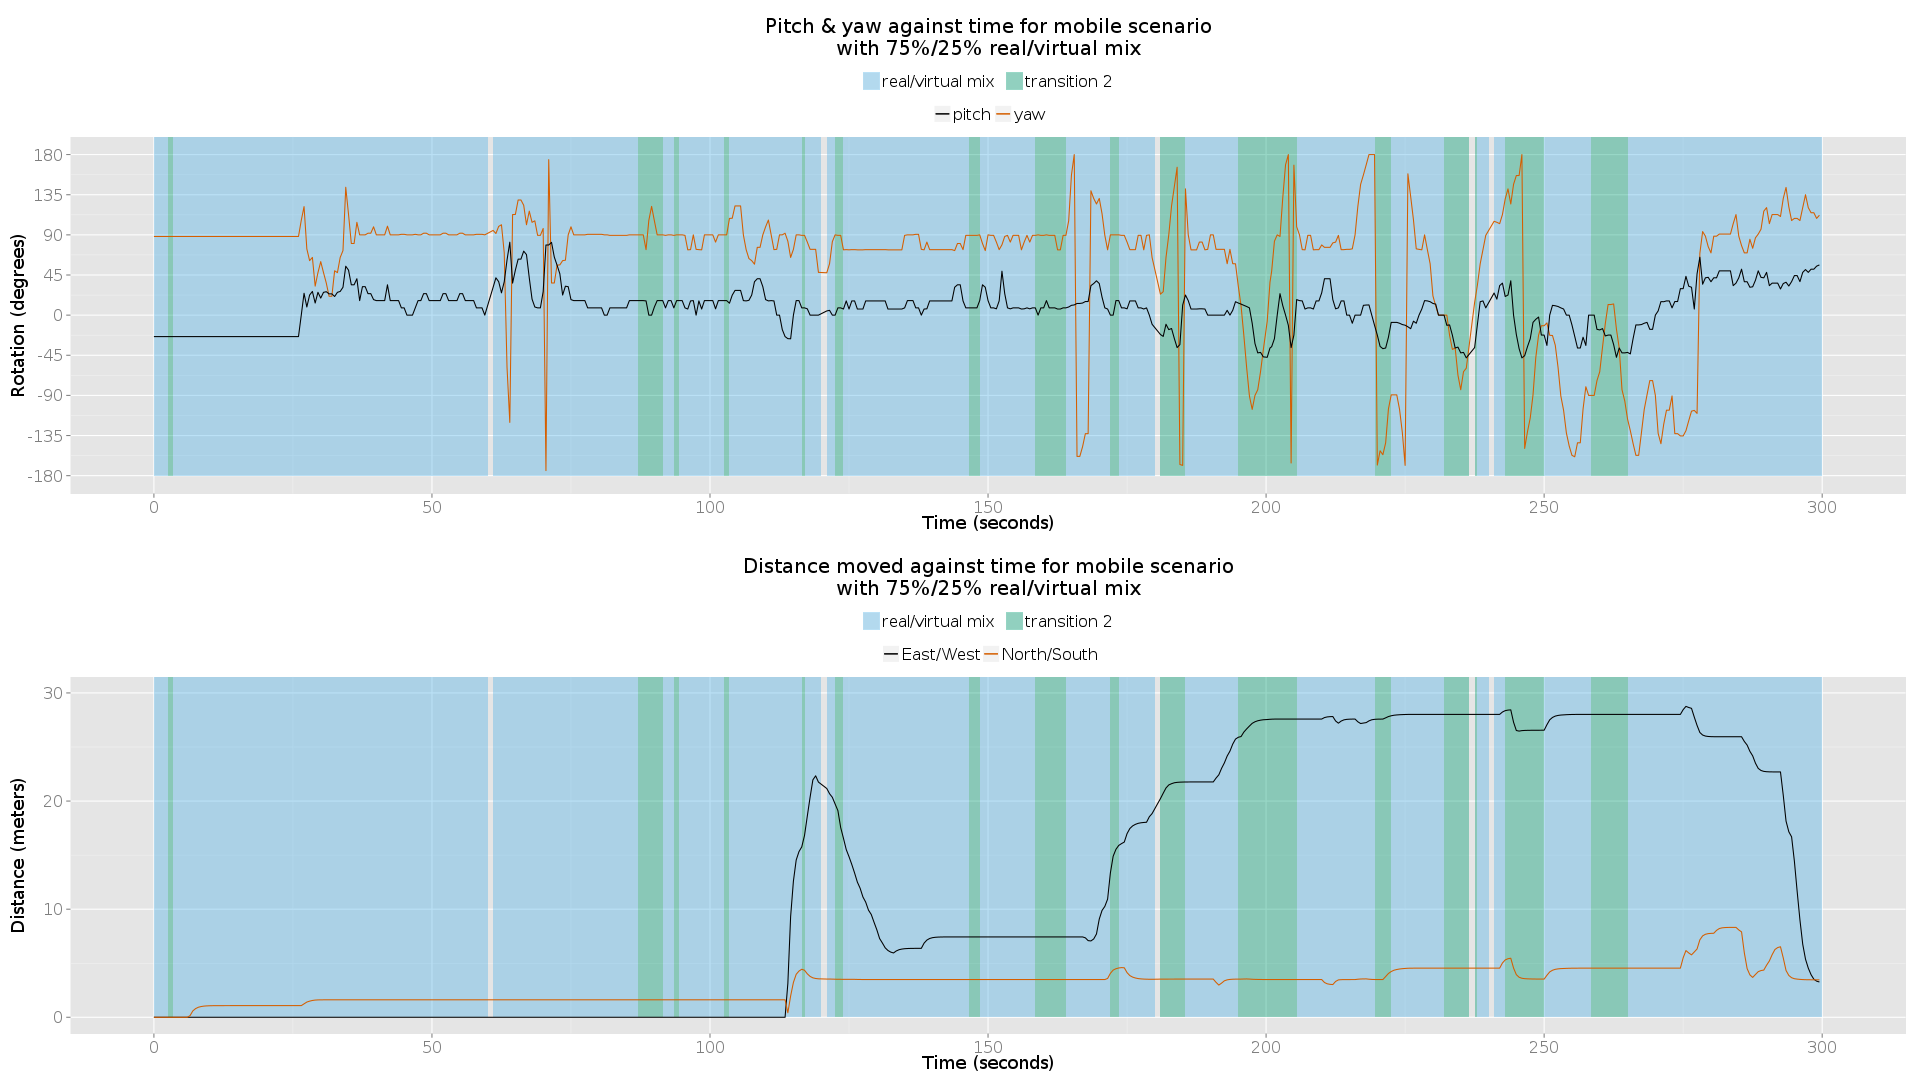 Pitch & yaw against time for mobile scenario
with 75%/25% real/virtual mix
real/virtual mix transition 2
pitch yaw
180
135
90
45
0
-45
-90
-135
-180
Rotation (degrees)
0 50 100 150 200 250 300
Time (seconds)
Distance moved against time for mobile scenario
with 75%/25% real/virtual mix
real/virtual mix transition 2
East/West North/South
30
20
10
0
Distance (meters)
0 50 100 150 200 250 300
Time (seconds)